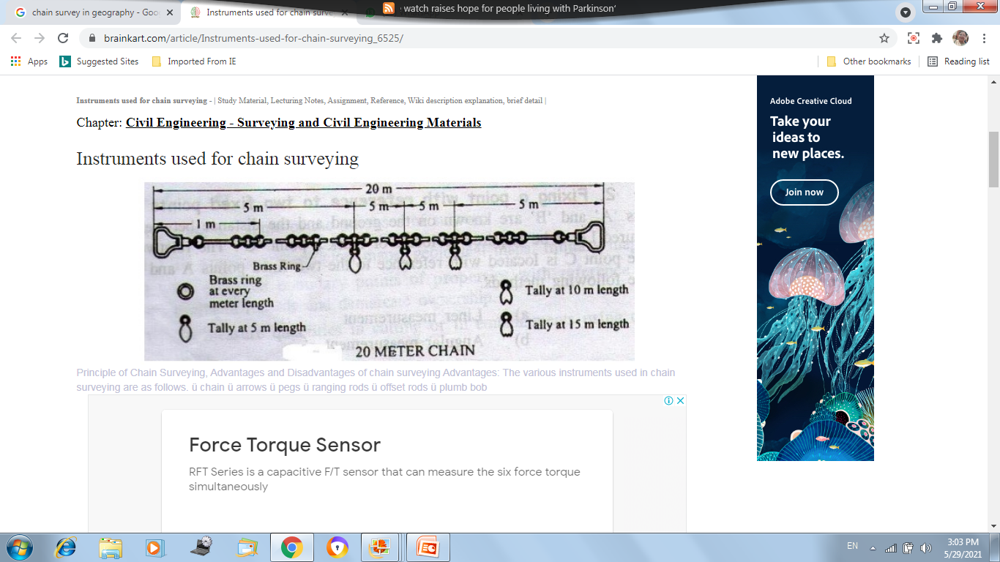 chain survey in geography - Goo
Instruments used for chain surve
watch raises hope for people living with Parkinson'
brainkart.com/article/Instruments-used-for-chain-surveying_6525/
Apps Suggested Sites Imported From IE Other bookmarks Reading list
Instruments used for chain surveying - | Study Material, Lecturing Notes, Assignment, Reference, Wiki description explanation, brief detail |
Chapter: Civil Engineering - Surveying and Civil Engineering Materials
Instruments used for chain surveying
20 m
5 m 5 m 5 m 5 m
1 m
Brass Ring
Brass ring
at every
meter length
Tally at 5 m length
Tally at 10 m length
Tally at 15 m length
20 METER CHAIN
Principle of Chain Surveying, Advantages and Disadvantages of chain surveying Advantages: The various instruments used in chain
surveying are as follows. ü chain ü arrows ü pegs ü ranging rods ü offset rods ü plumb bob
Force Torque Sensor
RFT Series is a capacitive F/T sensor that can measure the six force torque
simultaneously
Adobe Creative Cloud
Take your
ideas to
new places.
Join now
EN
3:03 PM
5/29/2021